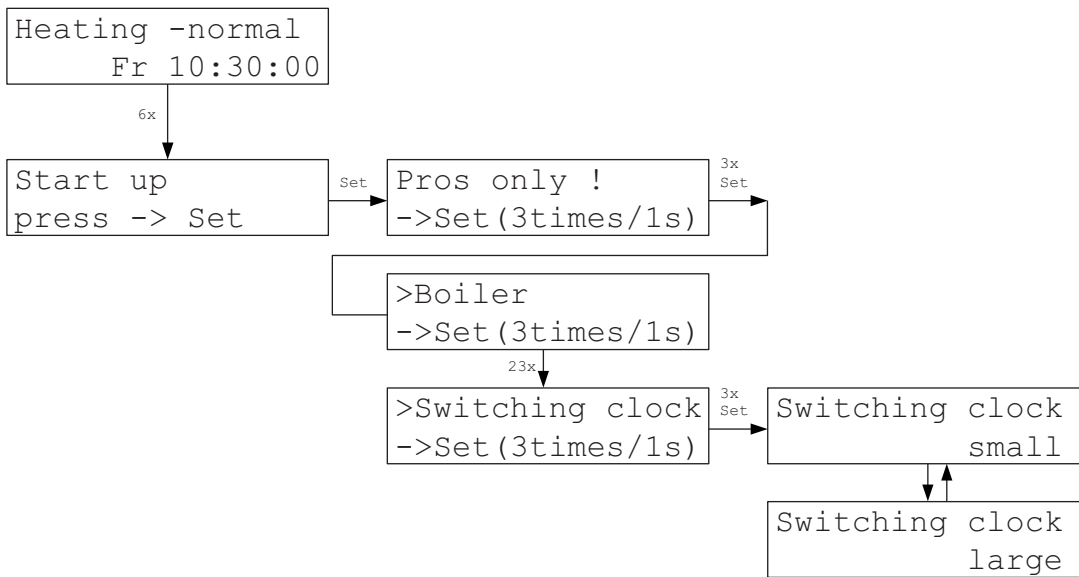 Heating -normal
Fr 10:30:00
6x
Start up
press -> Set
Set
Pros only !
->Set(3times/1s)
3x
Set
>Boiler
->Set(3times/1s)
23x
>Switching clock
->Set(3times/1s)
3x
Set
Switching clock
small
Switching clock
large